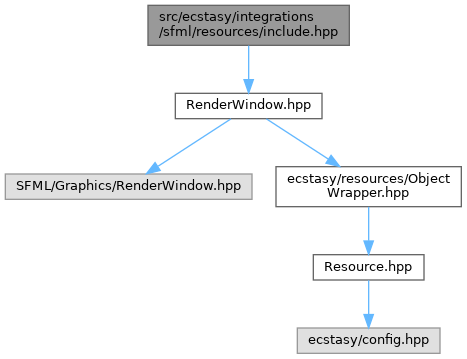 src/ecstasy/integrations
/sfml/resources/include.hpp
RenderWindow.hpp
SFML/Graphics/RenderWindow.hpp
ecstasy/resources/Object
Wrapper.hpp
Resource.hpp
ecstasy/config.hpp